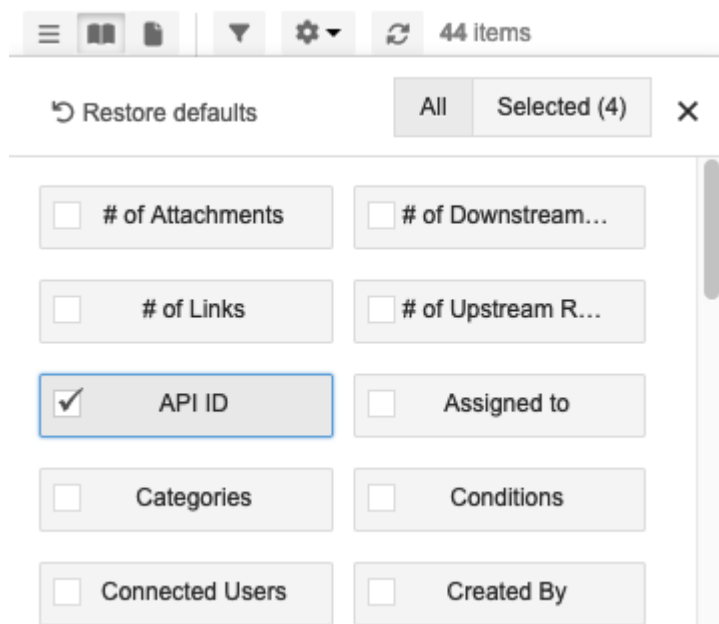 44 items
Restore defaults
All
Selected (4)
# of Attachments
# of Downstream...
# of Links
# of Upstream R...
API ID
Assigned to
Categories
Conditions
Connected Users
Created By